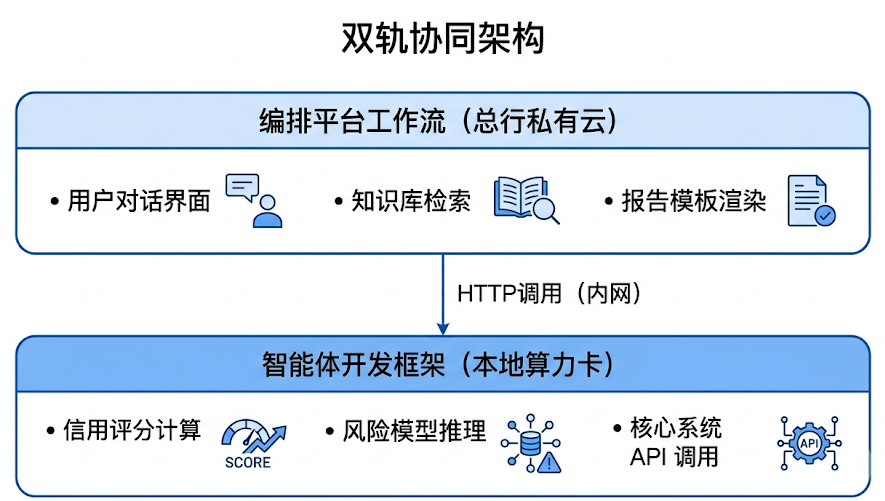 双轨协同架构
编排平台工作流（总行私有云）
• 用户对话界面
• 知识库检索
• 报告模板渲染
HTTP调用（内网）
智能体开发框架（本地算力卡）
• 信用评分计算
SCORE
• 风险模型推理
• 核心系统
API 调用
API